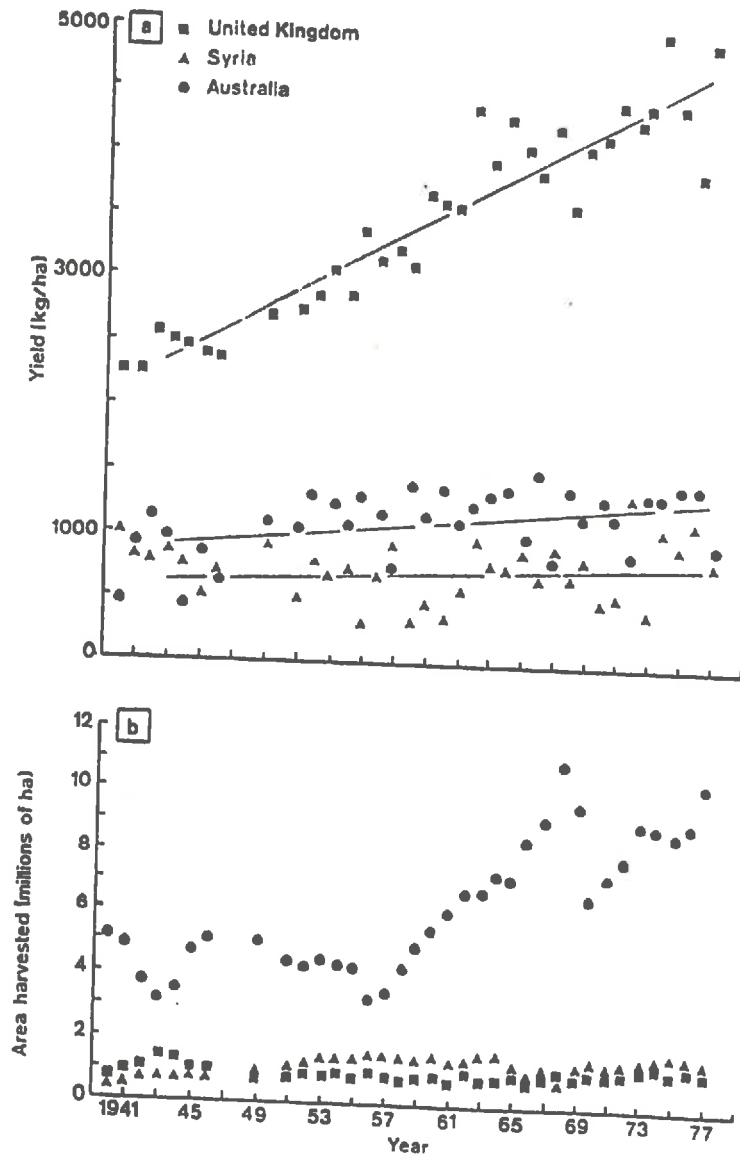 5000
a
United Kingdom
Syria
Australia
3000
1000
0
Yield (kg/ha)
b
12
10
8
6
4
2
0
Area harvested (millions of ha)
1941 45 49 53 57 61 65 69 73 77
Year